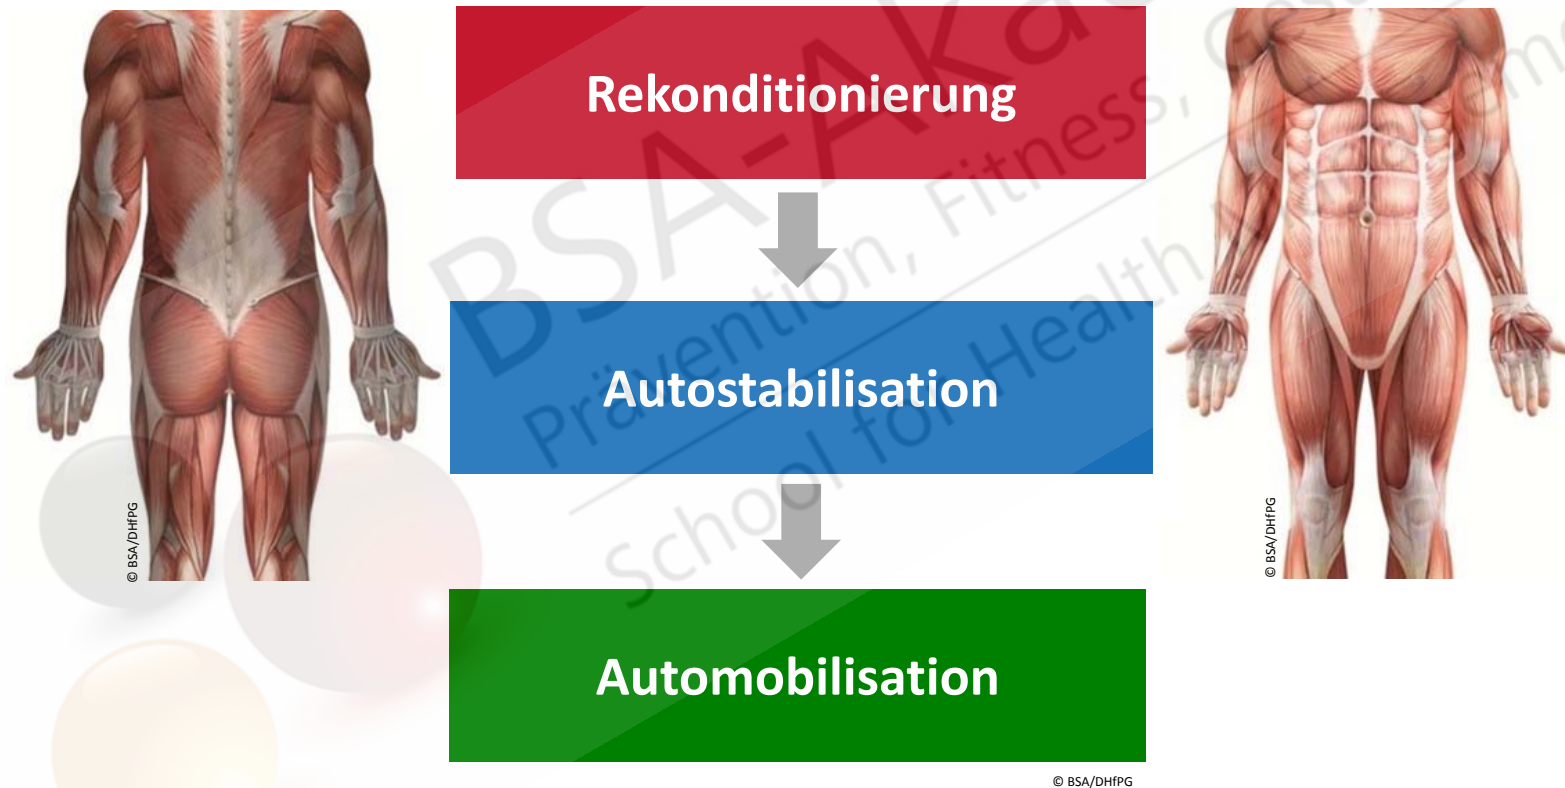 Rekonditionierung
Autostabilisation
Automobilisation
BSA-Aka
Prävention, Fitness,
School for Health
© BSA/DHfPG
© BSA/DHfPG
© BSA/DHfPG